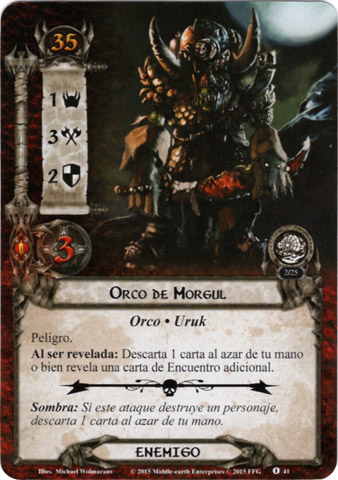 35
1
3
2
3
2/25
Orco de Morgul
Orco • Uruk
Peligro.
Al ser revelada: Descarta 1 carta al azar de tu mano
o bien revela una carta de Encuentro adicional.
Sombra: Si este ataque destruye un personaje,
descarta 1 carta al azar de tu mano.
ENEMIGO
Illus. Michael Wolmarans © 2015 Middle-earth Enterprises © 2015 FFG 41